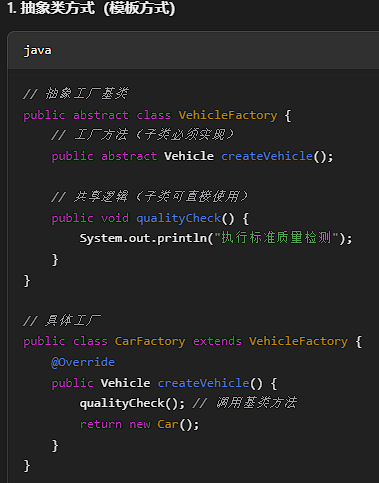 1. 抽象类方式（模板方式）
java
// 抽象工厂基类
public abstract class VehicleFactory {
    // 工厂方法（子类必须实现）
    public abstract Vehicle createVehicle();

    // 共享逻辑（子类可直接使用）
    public void qualityCheck() {
        System.out.println("执行标准质量检测");
    }
}

// 具体工厂
public class CarFactory extends VehicleFactory {
    @Override
    public Vehicle createVehicle() {
        qualityCheck(); // 调用基类方法
        return new Car();
    }
}